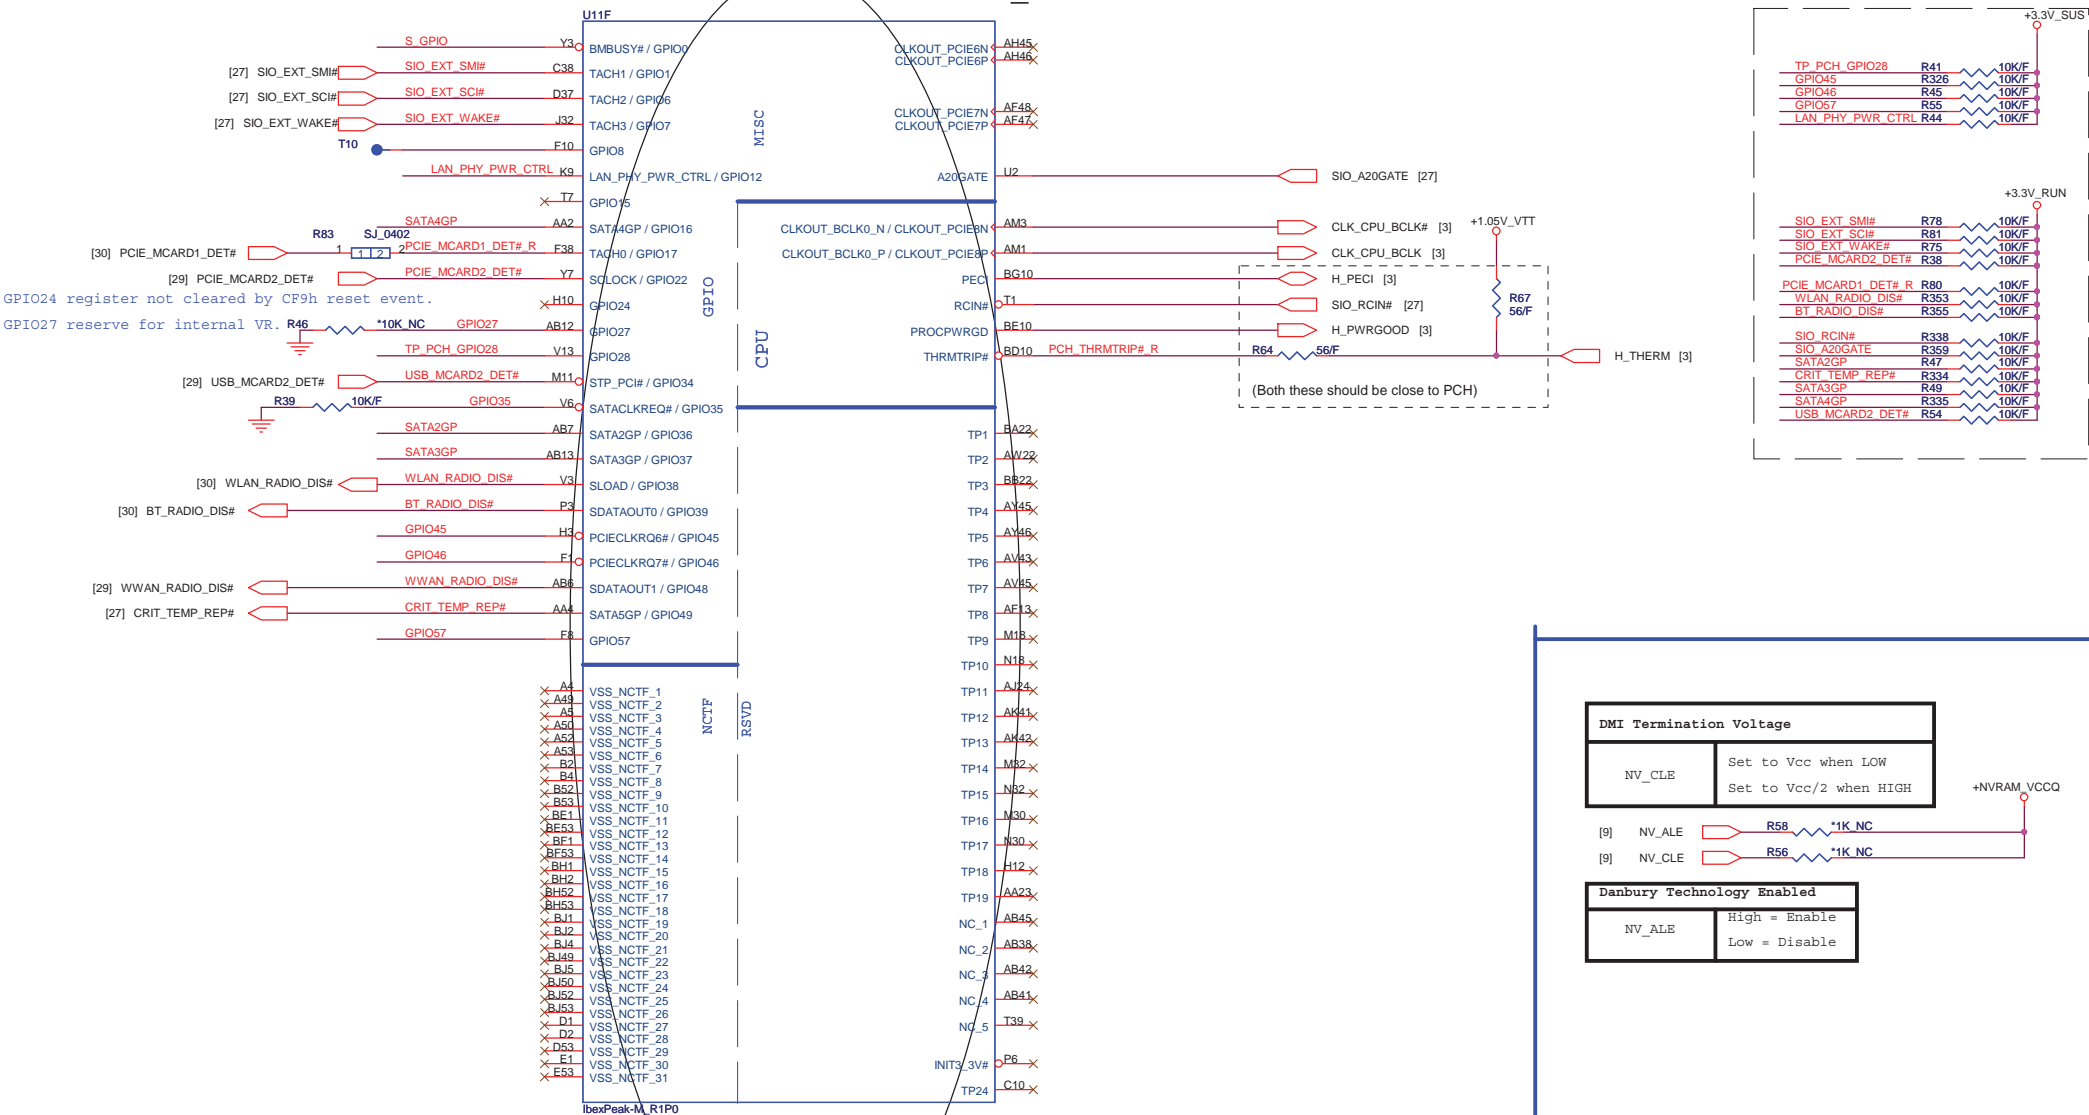 U11F
S_GPIO Y3 BMBUSY# / GPIO0
[27] SIO_EXT_SMI# SIO_EXT_SMI# C38 TACH1 / GPIO1
[27] SIO_EXT_SCI# SIO_EXT_SCI# D37 TACH2 / GPIO6
[27] SIO_EXT_WAKE# SIO_EXT_WAKE# J32 TACH3 / GPIO7
T10 F10 GPIO8
LAN_PHY_PWR_CTRL K9 LAN_PHY_PWR_CTRL / GPIO12
T7 GPIO15
SATA4GP AA2 SATA4GP / GPIO16
[30] PCIE_MCARD1_DET# R83 SJ_0402 1 1 2 2 PCIE_MCARD1_DET#_R F38 TACH0 / GPIO17
[29] PCIE_MCARD2_DET# PCIE_MCARD2_DET# Y7 SCLOCK / GPIO22
GPIO24 register not cleared by CF9h reset event.
H10 GPIO24
GPIO27 reserve for internal VR.
R46 *10K_NC GPIO27 AB12 GPIO27
TP_PCH_GPIO28 V13 GPIO28
[29] USB_MCARD2_DET# USB_MCARD2_DET# M11 STP_PCI# / GPIO34
R39 10K/F GPIO35 V6 SATACLKREQ# / GPIO35
SATA2GP AB7 SATA2GP / GPIO36
SATA3GP AB13 SATA3GP / GPIO37
[30] WLAN_RADIO_DIS# WLAN_RADIO_DIS# V3 SLOAD / GPIO38
[30] BT_RADIO_DIS# BT_RADIO_DIS# P3 SDATAOUT0 / GPIO39
GPIO45 H3 PCIECLKRQ6# / GPIO45
GPIO46 F1 PCIECLKRQ7# / GPIO46
[29] WWAN_RADIO_DIS# WWAN_RADIO_DIS# AB6 SDATAOUT1 / GPIO48
[27] CRIT_TEMP_REP# CRIT_TEMP_REP# AA4 SATA5GP / GPIO49
GPIO57 F8 GPIO57
A4 VSS_NCTF_1
A49 VSS_NCTF_2
A5 VSS_NCTF_3
A50 VSS_NCTF_4
A52 VSS_NCTF_5
A53 VSS_NCTF_6
B2 VSS_NCTF_7
B4 VSS_NCTF_8
B52 VSS_NCTF_9
B53 VSS_NCTF_10
BE1 VSS_NCTF_11
BE53 VSS_NCTF_12
BF1 VSS_NCTF_13
BF53 VSS_NCTF_14
BH1 VSS_NCTF_15
BH2 VSS_NCTF_16
BH52 VSS_NCTF_17
BH53 VSS_NCTF_18
BJ1 VSS_NCTF_19
BJ2 VSS_NCTF_20
BJ4 VSS_NCTF_21
BJ49 VSS_NCTF_22
BJ5 VSS_NCTF_23
BJ50 VSS_NCTF_24
BJ52 VSS_NCTF_25
BJ53 VSS_NCTF_26
D1 VSS_NCTF_27
D2 VSS_NCTF_28
D53 VSS_NCTF_29
E1 VSS_NCTF_30
E53 VSS_NCTF_31
IbexPeak-M_R1P0
MISC
GPIO
CPU
NCTF
RSVD
CLKOUT_PCIE6N AH45
CLKOUT_PCIE6P AH46
CLKOUT_PCIE7N AF48
CLKOUT_PCIE7P AF47
A20GATE U2 SIO_A20GATE [27]
CLKOUT_BCLK0_N / CLKOUT_PCIE8N AM3 CLK_CPU_BCLK# [3]
CLKOUT_BCLK0_P / CLKOUT_PCIE8P AM1 CLK_CPU_BCLK [3]
PECI BG10 H_PECI [3]
RCIN# T1 SIO_RCIN# [27]
PROCPWRGD BE10 H_PWRGOOD [3]
THRMTRIP# BD10 PCH_THRMTRIP#_R R64 56/F H_THERM [3]
+1.05V_VTT
R67
56/F
(Both these should be close to PCH)
TP1 BA22
TP2 AW22
TP3 BB22
TP4 AY45
TP5 AY46
TP6 AV43
TP7 AV45
TP8 AF13
TP9 M18
TP10 N18
TP11 AJ24
TP12 AK41
TP13 AK42
TP14 M32
TP15 N32
TP16 M30
TP17 N30
TP18 H12
TP19 AA23
NC_1 AB45
NC_2 AB38
NC_3 AB42
NC_4 AB41
NC_5 T39
INIT3_3V# P6
TP24 C10
+3.3V_SUS
TP_PCH_GPIO28 R41 10K/F
GPIO45 R326 10K/F
GPIO46 R45 10K/F
GPIO57 R55 10K/F
LAN_PHY_PWR_CTRL R44 10K/F
+3.3V_RUN
SIO_EXT_SMI# R78 10K/F
SIO_EXT_SCI# R81 10K/F
SIO_EXT_WAKE# R75 10K/F
PCIE_MCARD2_DET# R38 10K/F
PCIE_MCARD1_DET#_R R80 10K/F
WLAN_RADIO_DIS# R353 10K/F
BT_RADIO_DIS# R355 10K/F
SIO_RCIN# R338 10K/F
SIO_A20GATE R359 10K/F
SATA2GP R47 10K/F
CRIT_TEMP_REP# R334 10K/F
SATA3GP R49 10K/F
SATA4GP R335 10K/F
USB_MCARD2_DET# R54 10K/F
DMI Termination Voltage
NV_CLE
Set to Vcc when LOW
Set to Vcc/2 when HIGH
+NVRAM_VCCQ
[9] NV_ALE R58 *1K_NC
[9] NV_CLE R56 *1K_NC
Danbury Technology Enabled
NV_ALE
High = Enable
Low = Disable